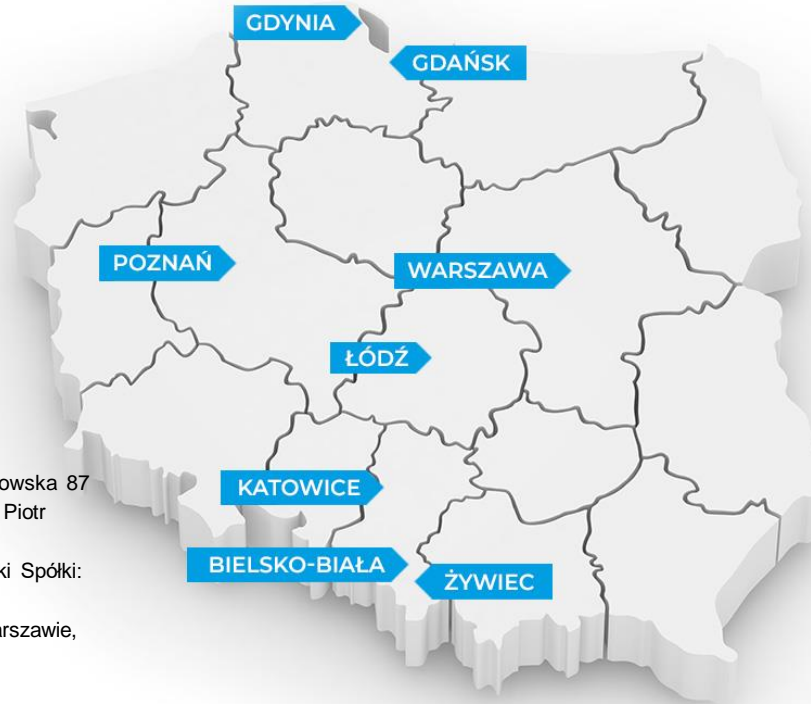 GDYNIA
GDAŃSK
POZNAŃ
WARSZAWA
ŁÓDŹ
owska 87
Piotr
KATOWICE
ki Spółki:
BIELSKO-BIAŁA
ŻYWIEC
arszawie,